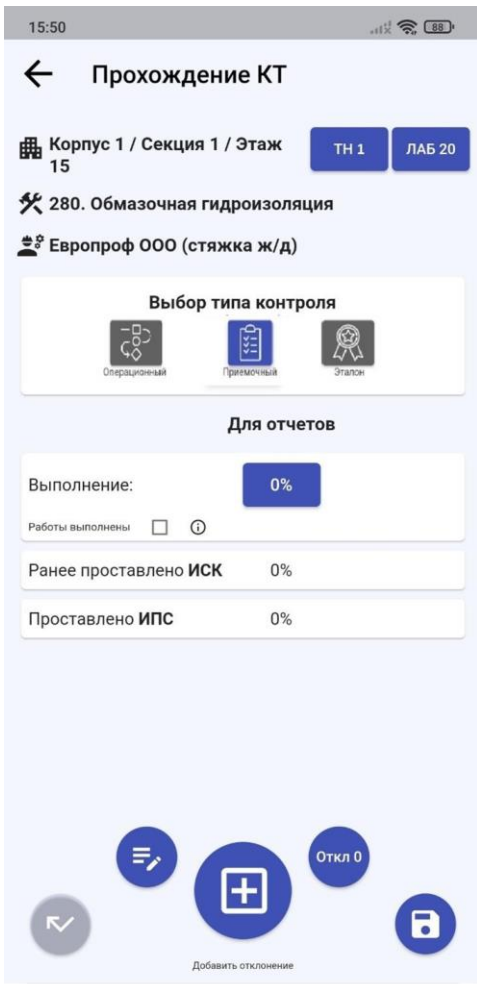 15:50
88
Прохождение КТ
Корпус 1 / Секция 1 / Этаж
15
ТН 1
ЛАБ 20
280. Обмазочная гидроизоляция
Европроф ООО (стяжка ж/д)
Выбор типа контроля
Операционный
Приемочный
Эталон
Для отчетов
Выполнение:
0%
Работы выполнены
Ранее проставлено ИСК 0%
Проставлено ИПС 0%
Откл 0
Добавить отклонение